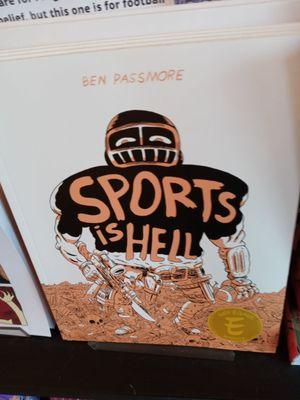 belief, but this one is for football
BEN PASSMORE
SPORTS
iS
HELL
E